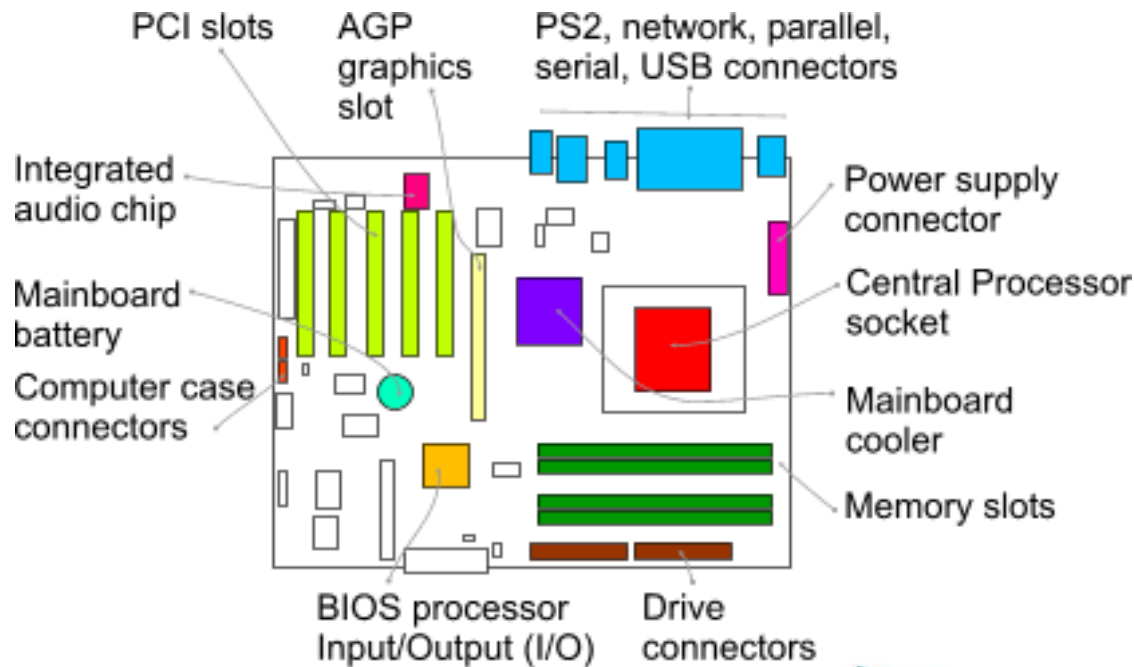 PCI slots
AGP
graphics
slot
PS2, network, parallel,
serial, USB connectors
Integrated
audio chip
Mainboard
battery
Computer case
connectors
Power supply
connector
Central Processor
socket
Mainboard
cooler
Memory slots
BIOS processor
Input/Output (I/O)
Drive
connectors